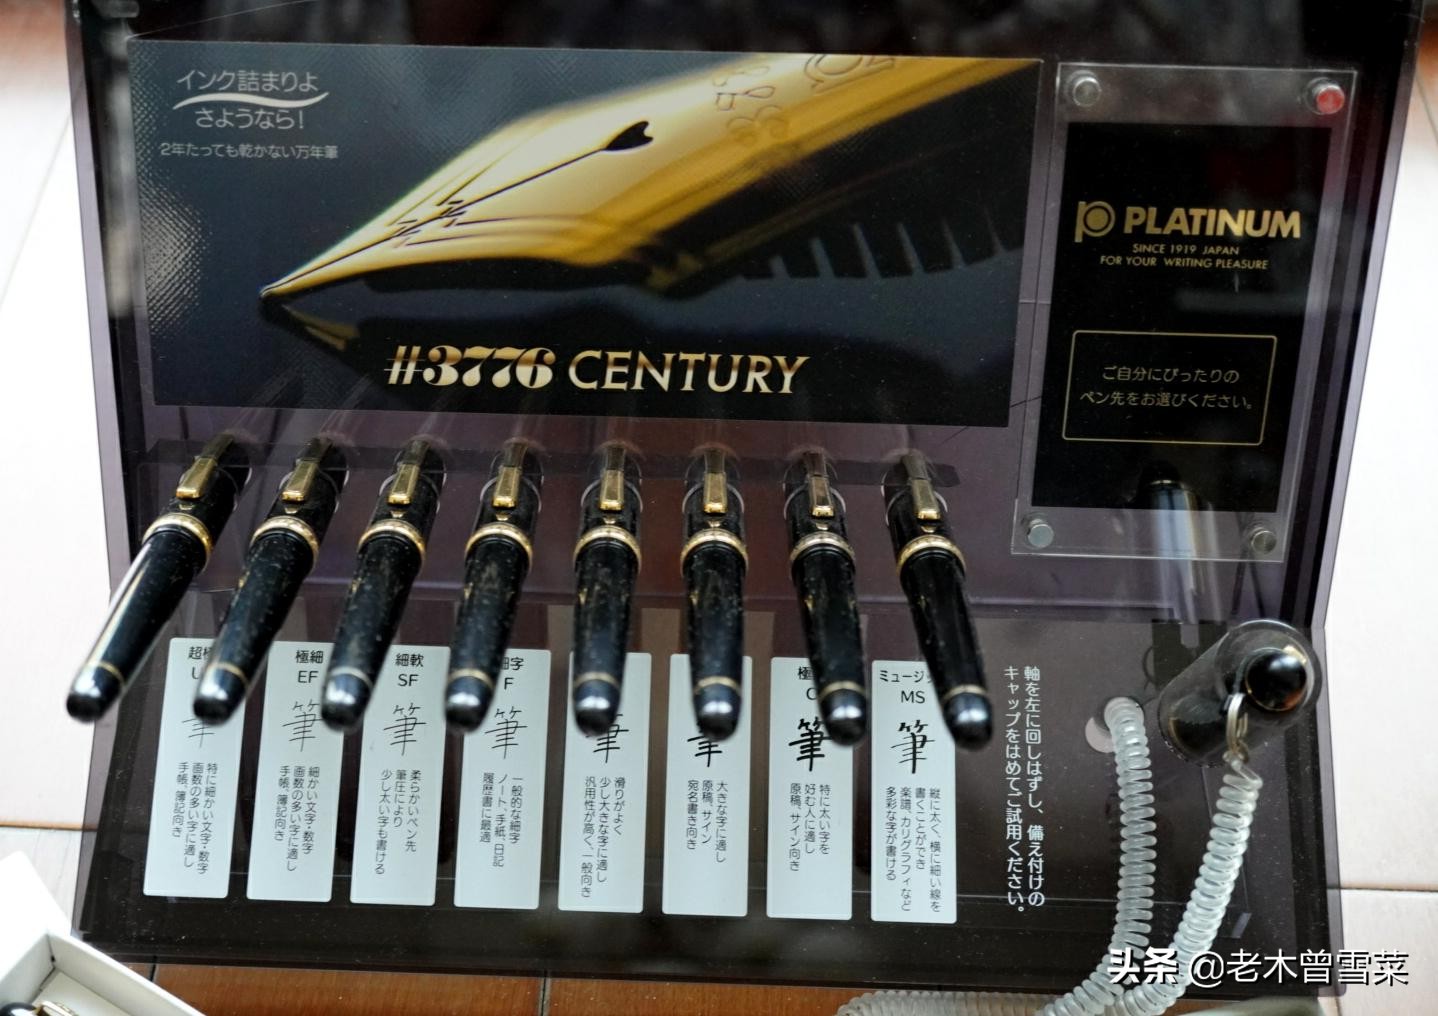 インク詰まりよ
さようなら!
2年たっても乾かない万年筆
#3776 CENTURY
PLATINUM
SINCE 1919 JAPAN
FOR YOUR WRITING PLEASURE
ご自分にぴったりの
ペン先をお選びください。
超
筆
特に細かい文字・数字
画数の多い字に適し
手帳、簿記向き
極細
EF
筆
細かい文字・数字
画数の多い字に適し
手帳、簿記向き
細軟
SF
筆
柔らかいペン先
筆圧により
少し太い字も書ける
字
F
筆
一般的な細字
ノート、手紙、日記
履歴書に最適
筆
滑りがよく
少し大きな字に適し
汎用性が高く、一般向き
筆
大きな字に適し
原稿、サイン
宛名書き向き
極
C
筆
特に太い字を
好む人に適し
原稿、サイン向き
ミュージ
MS
筆
縦に太く、横に細い線を
書くことができ
楽譜、カリグラフィなど
多彩な字が書ける
軸を左に回しはずし、備え付けの
キャップをはめてご試用ください。
头条 @老木曾雪菜